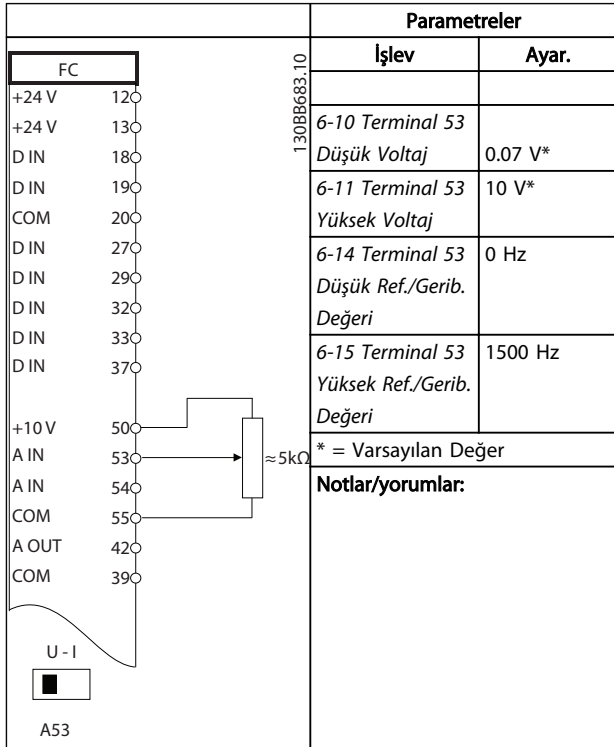 Parametreler
İşlev Ayar.
FC
+24 V 12
+24 V 13
D IN 18
D IN 19
COM 20
D IN 27
D IN 29
D IN 32
D IN 33
D IN 37
+10 V 50
A IN 53
A IN 54
COM 55
A OUT 42
COM 39
≈5kΩ
U - I
A53
130BB683.10
6-10 Terminal 53
Düşük Voltaj 0.07 V*
6-11 Terminal 53 10 V*
Yüksek Voltaj
6-14 Terminal 53 0 Hz
Düşük Ref./Gerib.
Değeri
6-15 Terminal 53 1500 Hz
Yüksek Ref./Gerib.
Değeri
* = Varsayılan Değer
Notlar/yorumlar: